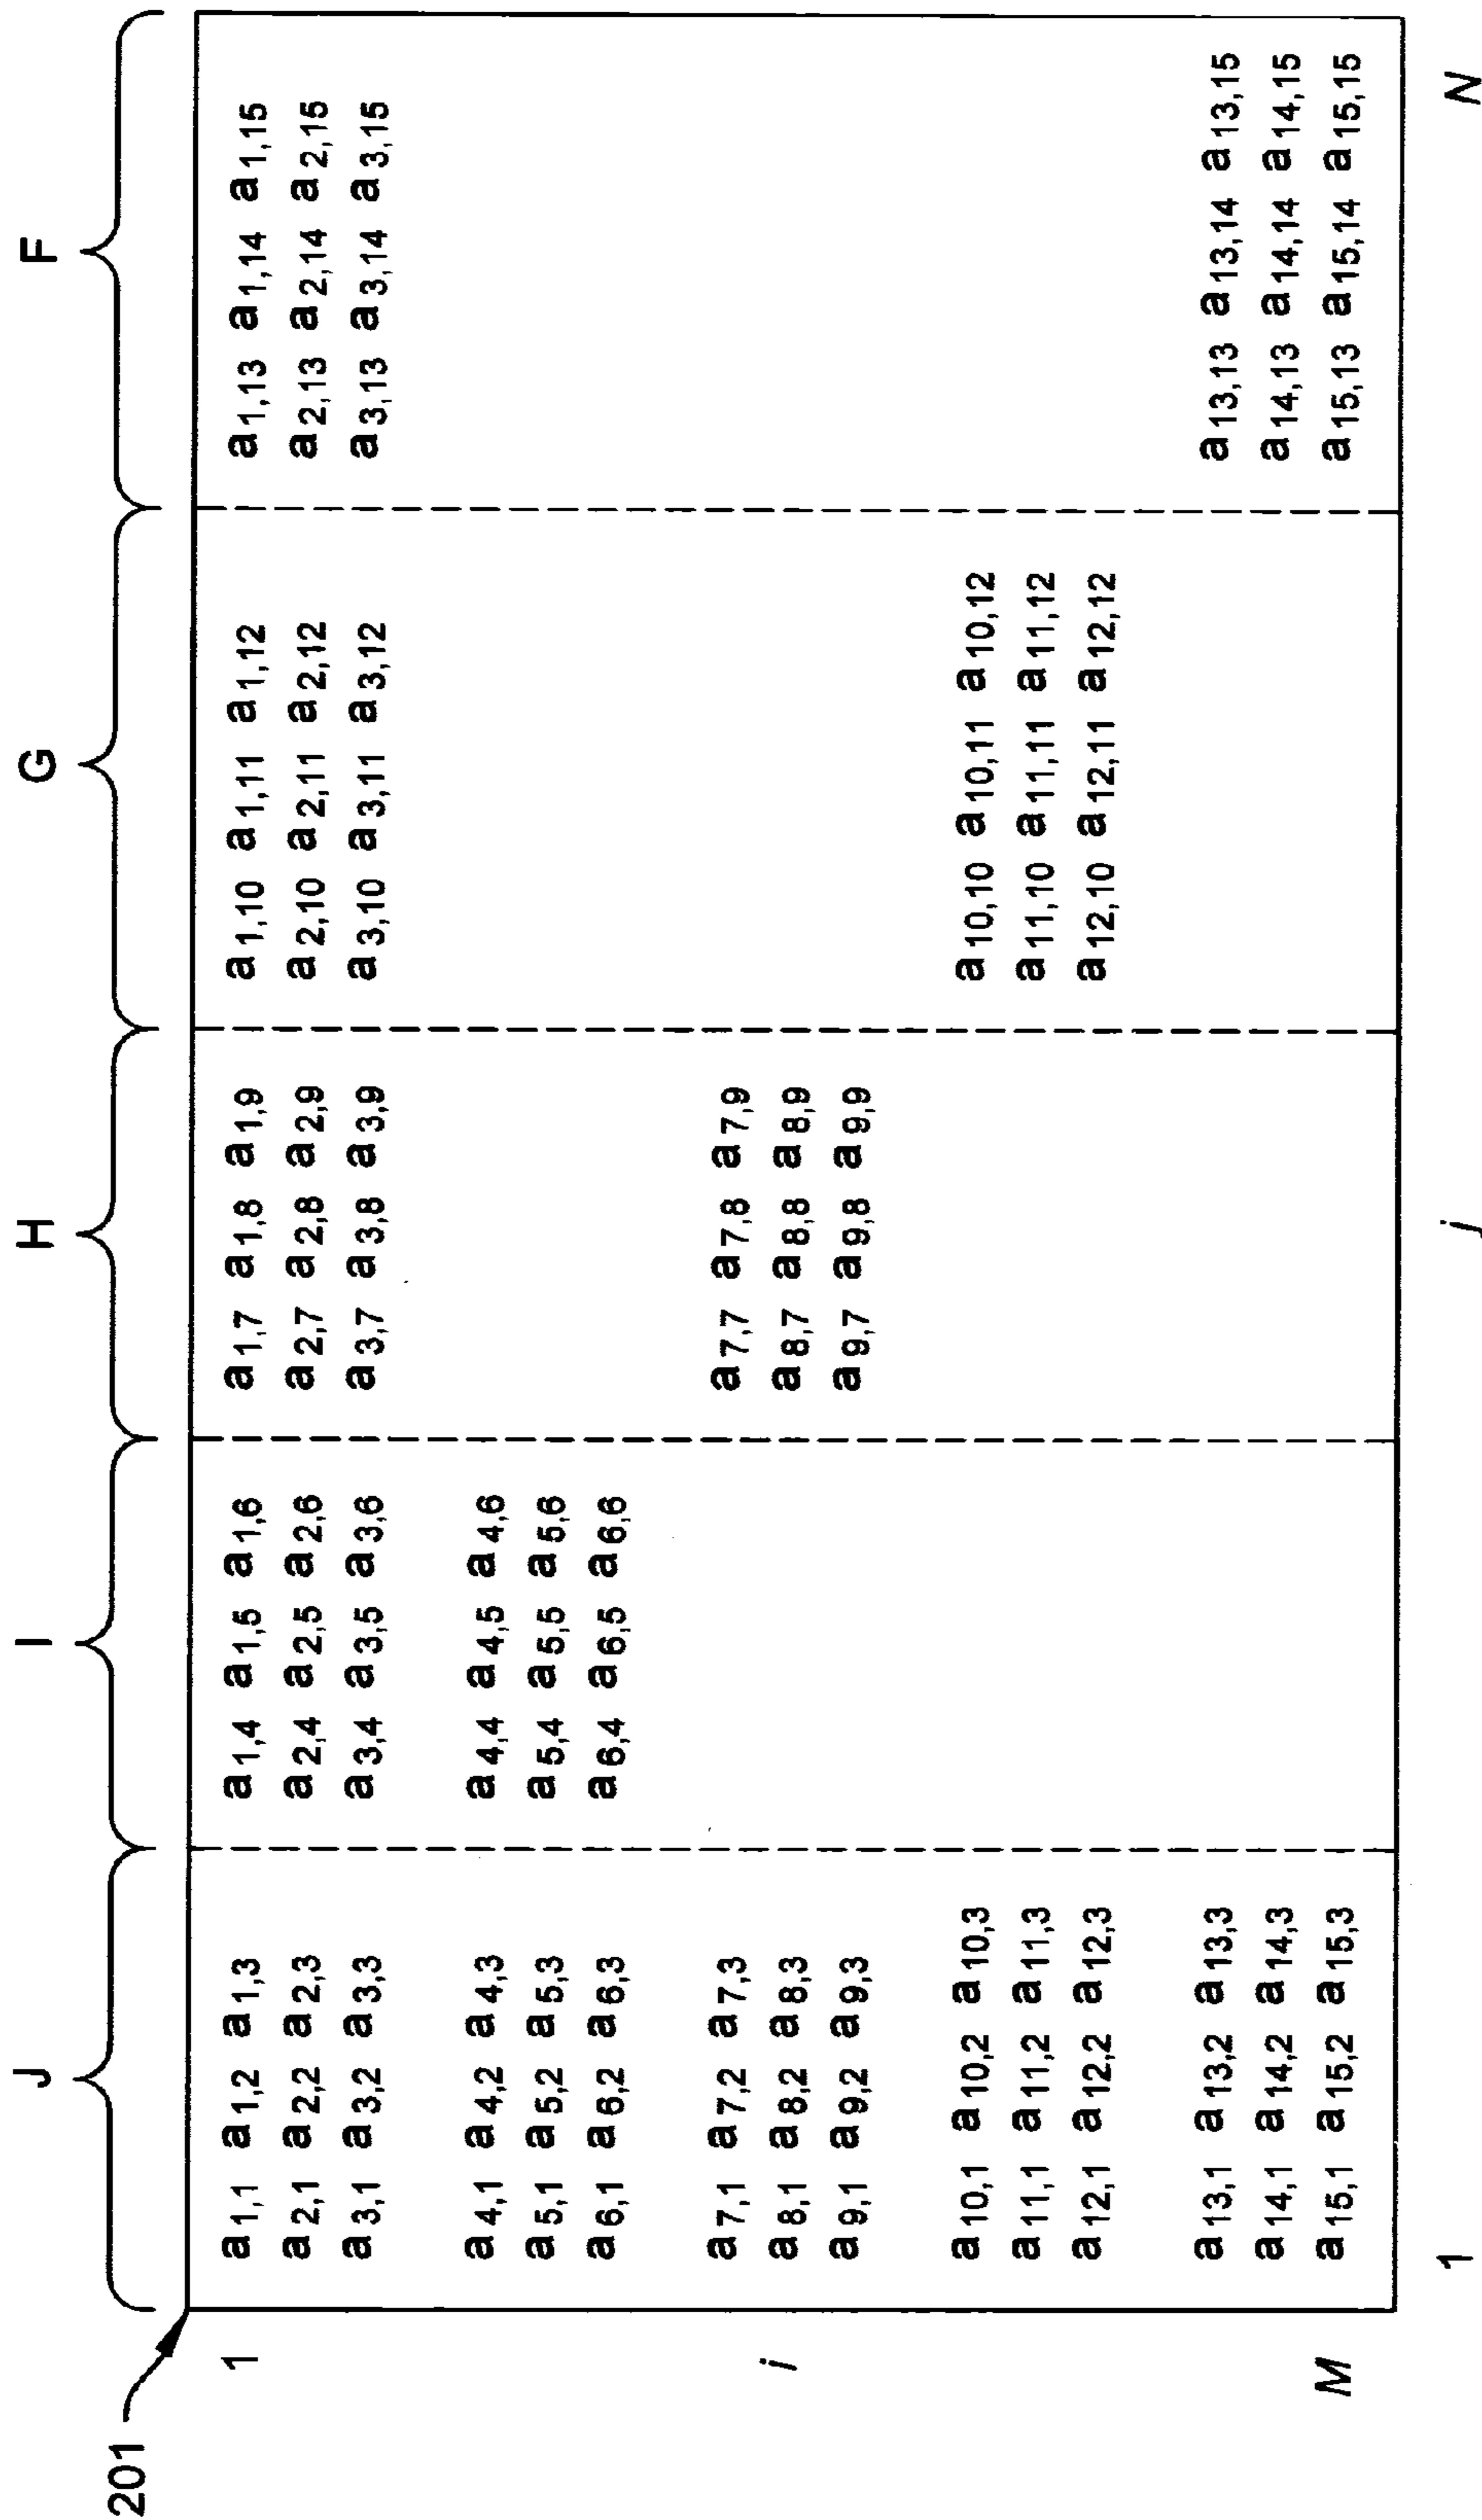 J I H G F
201
1 a1,1 a1,2 a1,3 a1,4 a1,5 a1,6 a1,7 a1,8 a1,9 a1,10 a1,11 a1,12 a1,13 a1,14 a1,15
a2,1 a2,2 a2,3 a2,4 a2,5 a2,6 a2,7 a2,8 a2,9 a2,10 a2,11 a2,12 a2,13 a2,14 a2,15
a3,1 a3,2 a3,3 a3,4 a3,5 a3,6 a3,7 a3,8 a3,9 a3,10 a3,11 a3,12 a3,13 a3,14 a3,15
a4,1 a4,2 a4,3 a4,4 a4,5 a4,6
a5,1 a5,2 a5,3 a5,4 a5,5 a5,6
a6,1 a6,2 a6,3 a6,4 a6,5 a6,6
a7,1 a7,2 a7,3 a7,7 a7,8 a7,9
i a8,1 a8,2 a8,3 a8,7 a8,8 a8,9
a9,1 a9,2 a9,3 a9,7 a9,8 a9,9
a10,1 a10,2 a10,3 a10,10 a10,11 a10,12
a11,1 a11,2 a11,3 a11,10 a11,11 a11,12
a12,1 a12,2 a12,3 a12,10 a12,11 a12,12
a13,1 a13,2 a13,3 a13,13 a13,14 a13,15
a14,1 a14,2 a14,3 a14,13 a14,14 a14,15
M a15,1 a15,2 a15,3 a15,13 a15,14 a15,15
1 j N